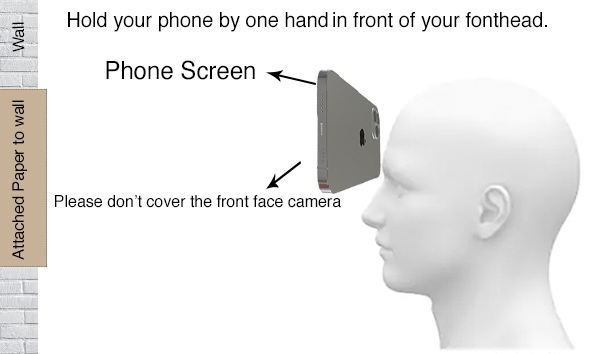 Hold your phone by one hand in front of your fonthead.
Wall
Phone Screen
Attached Paper to wall
Please don't cover the front face camera